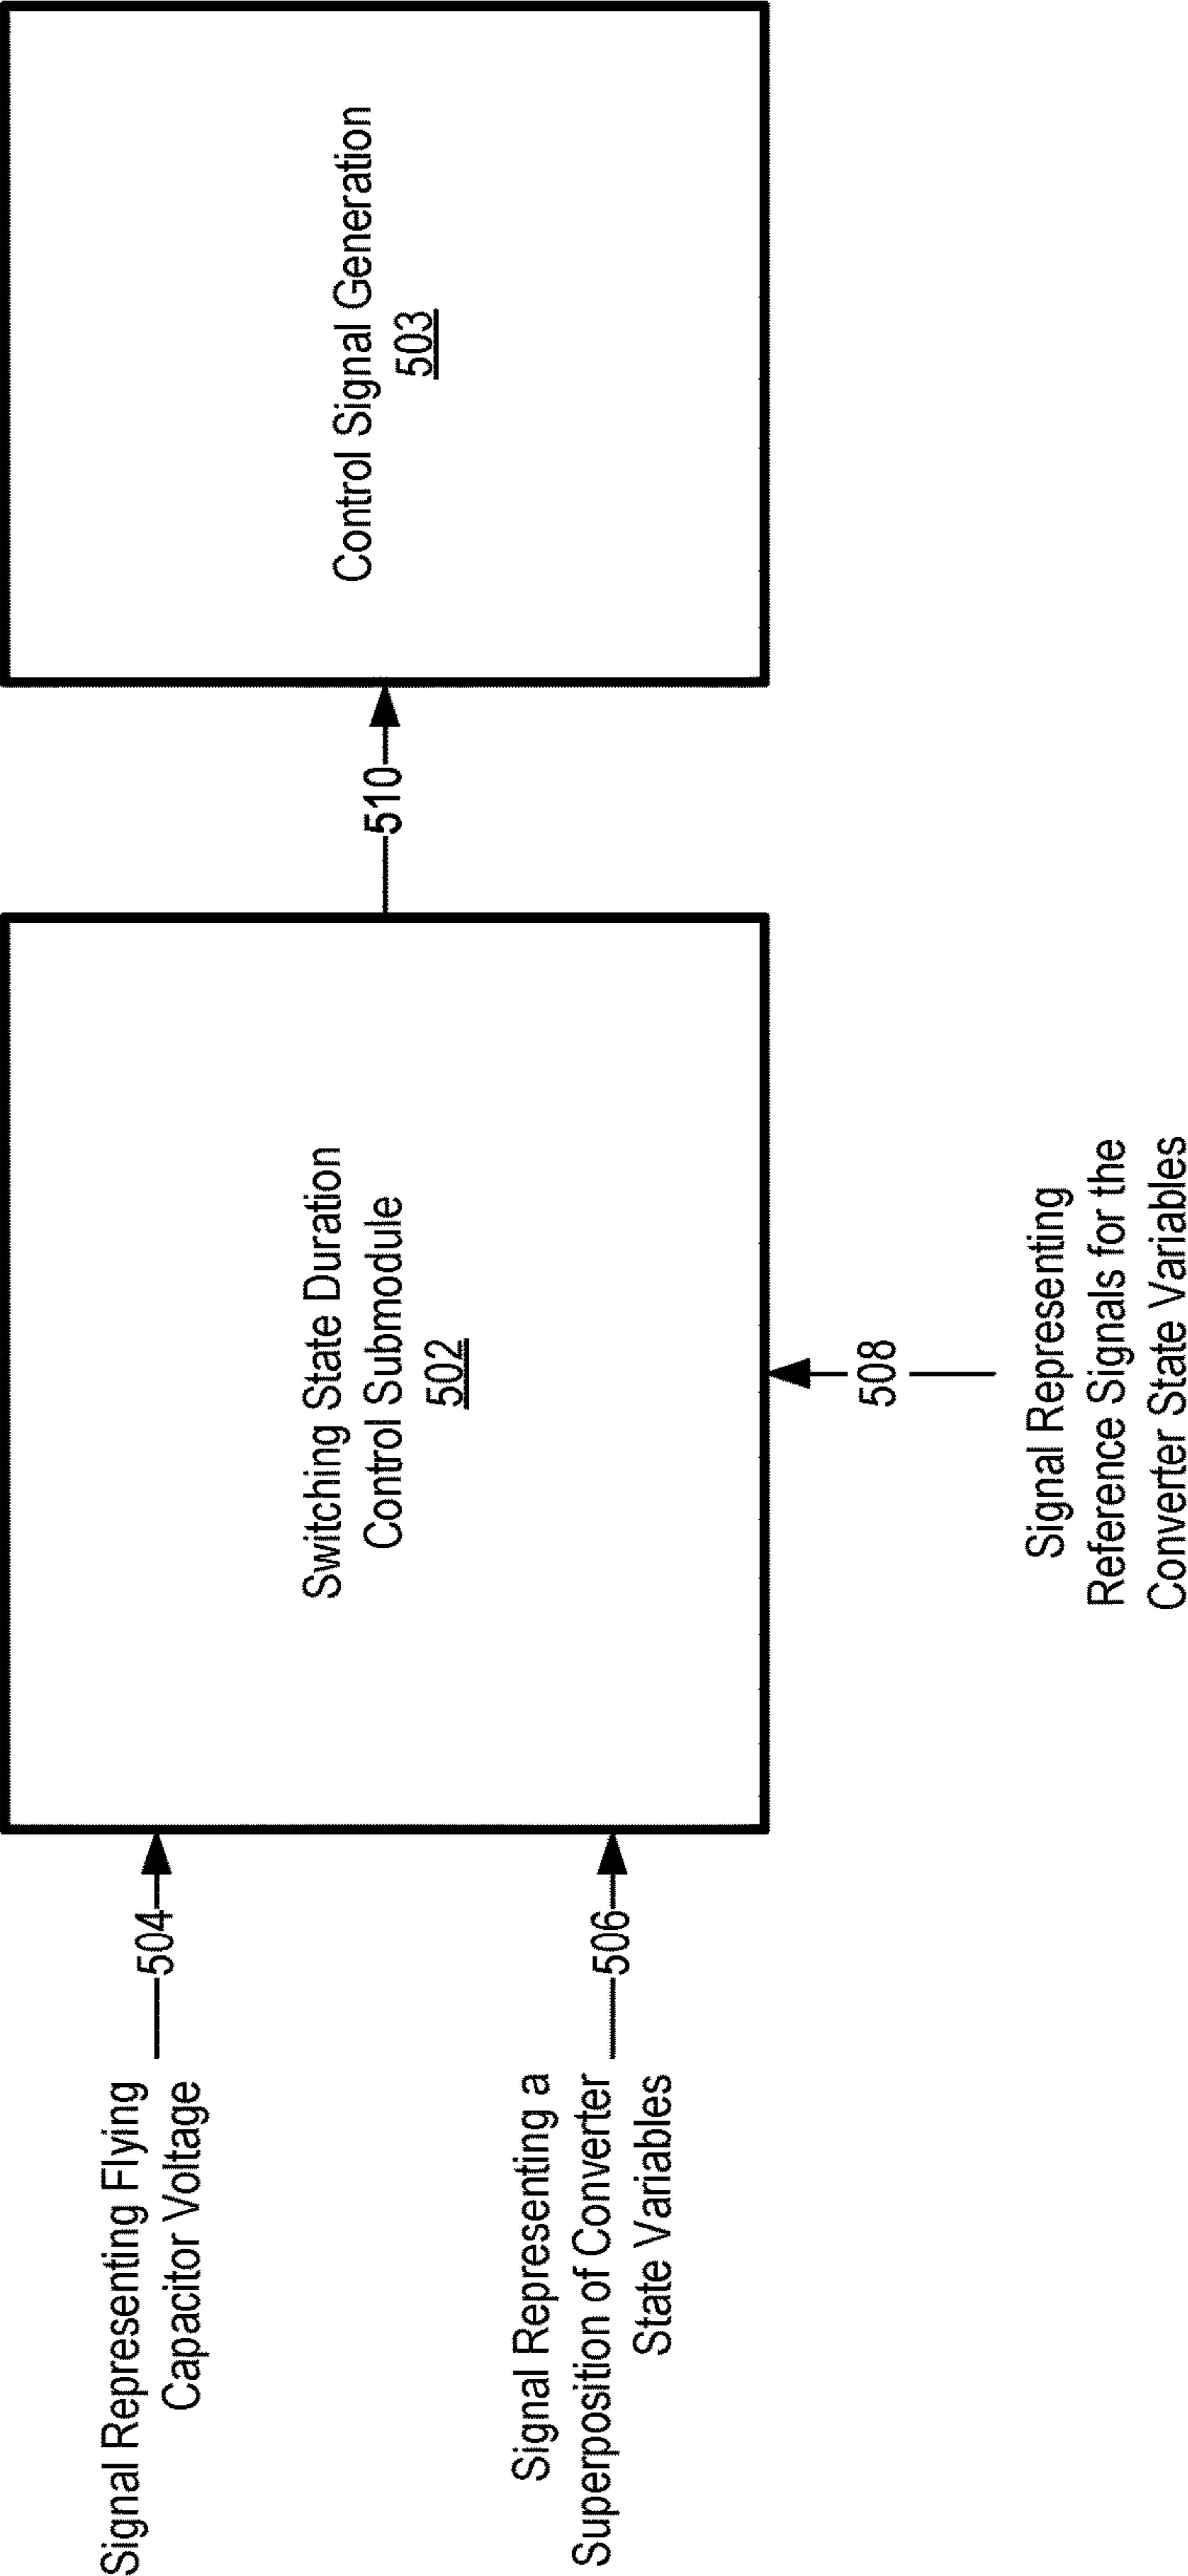 Signal Representing Flying
Capacitor Voltage
504
Signal Representing a
Superposition of Converter
State Variables
506
Switching State Duration
Control Submodule
502
508
Signal Representing
Reference Signals for the
Converter State Variables
510
Control Signal Generation
503